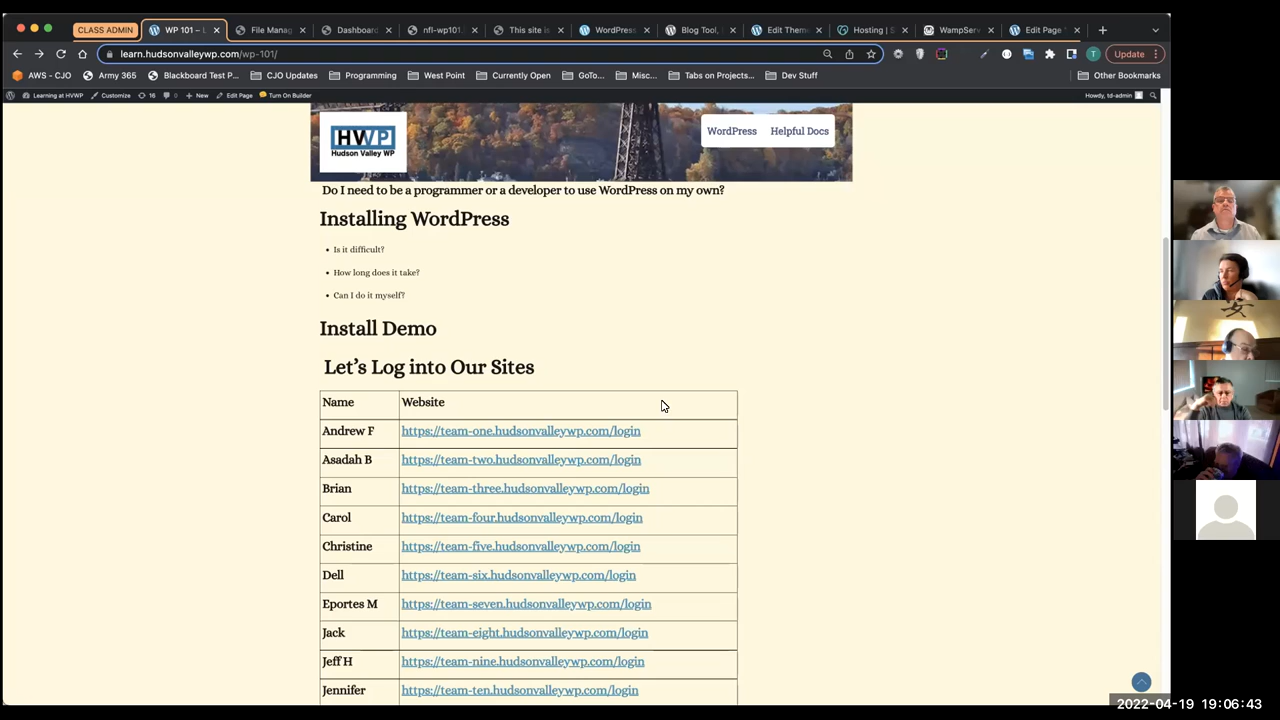 CLASS ADMIN
WP 101 –
File Manag
Dashboard
nfl-wp101.
This site is
WordPress
Blog Tool,
Edit Theme
Hosting | S
WampServ
Edit Page "
learn.hudsonvalleywp.com/wp-101/
Update
AWS - CJO
Army 365
Blackboard Test P...
CJO Updates
Programming
West Point
Currently Open
GoTo...
Misc...
Tabs on Projects...
Dev Stuff
Other Bookmarks
Learning at HVWP
Customize
16
0
New
Edit Page
Turn On Builder
Howdy, td-admin
HWP
Hudson Valley WP
WordPress
Helpful Docs
Do I need to be a programmer or a developer to use WordPress on my own?
Installing WordPress
• Is it difficult?
• How long does it take?
• Can I do it myself?
Install Demo
Let's Log into Our Sites
Name Website
Andrew F https://team-one.hudsonvalleywp.com/login
Asadah B https://team-two.hudsonvalleywp.com/login
Brian https://team-three.hudsonvalleywp.com/login
Carol https://team-four.hudsonvalleywp.com/login
Christine https://team-five.hudsonvalleywp.com/login
Dell https://team-six.hudsonvalleywp.com/login
Eportes M https://team-seven.hudsonvalleywp.com/login
Jack https://team-eight.hudsonvalleywp.com/login
Jeff H https://team-nine.hudsonvalleywp.com/login
Jennifer https://team-ten.hudsonvalleywp.com/login
2022-04-19 19:06:43